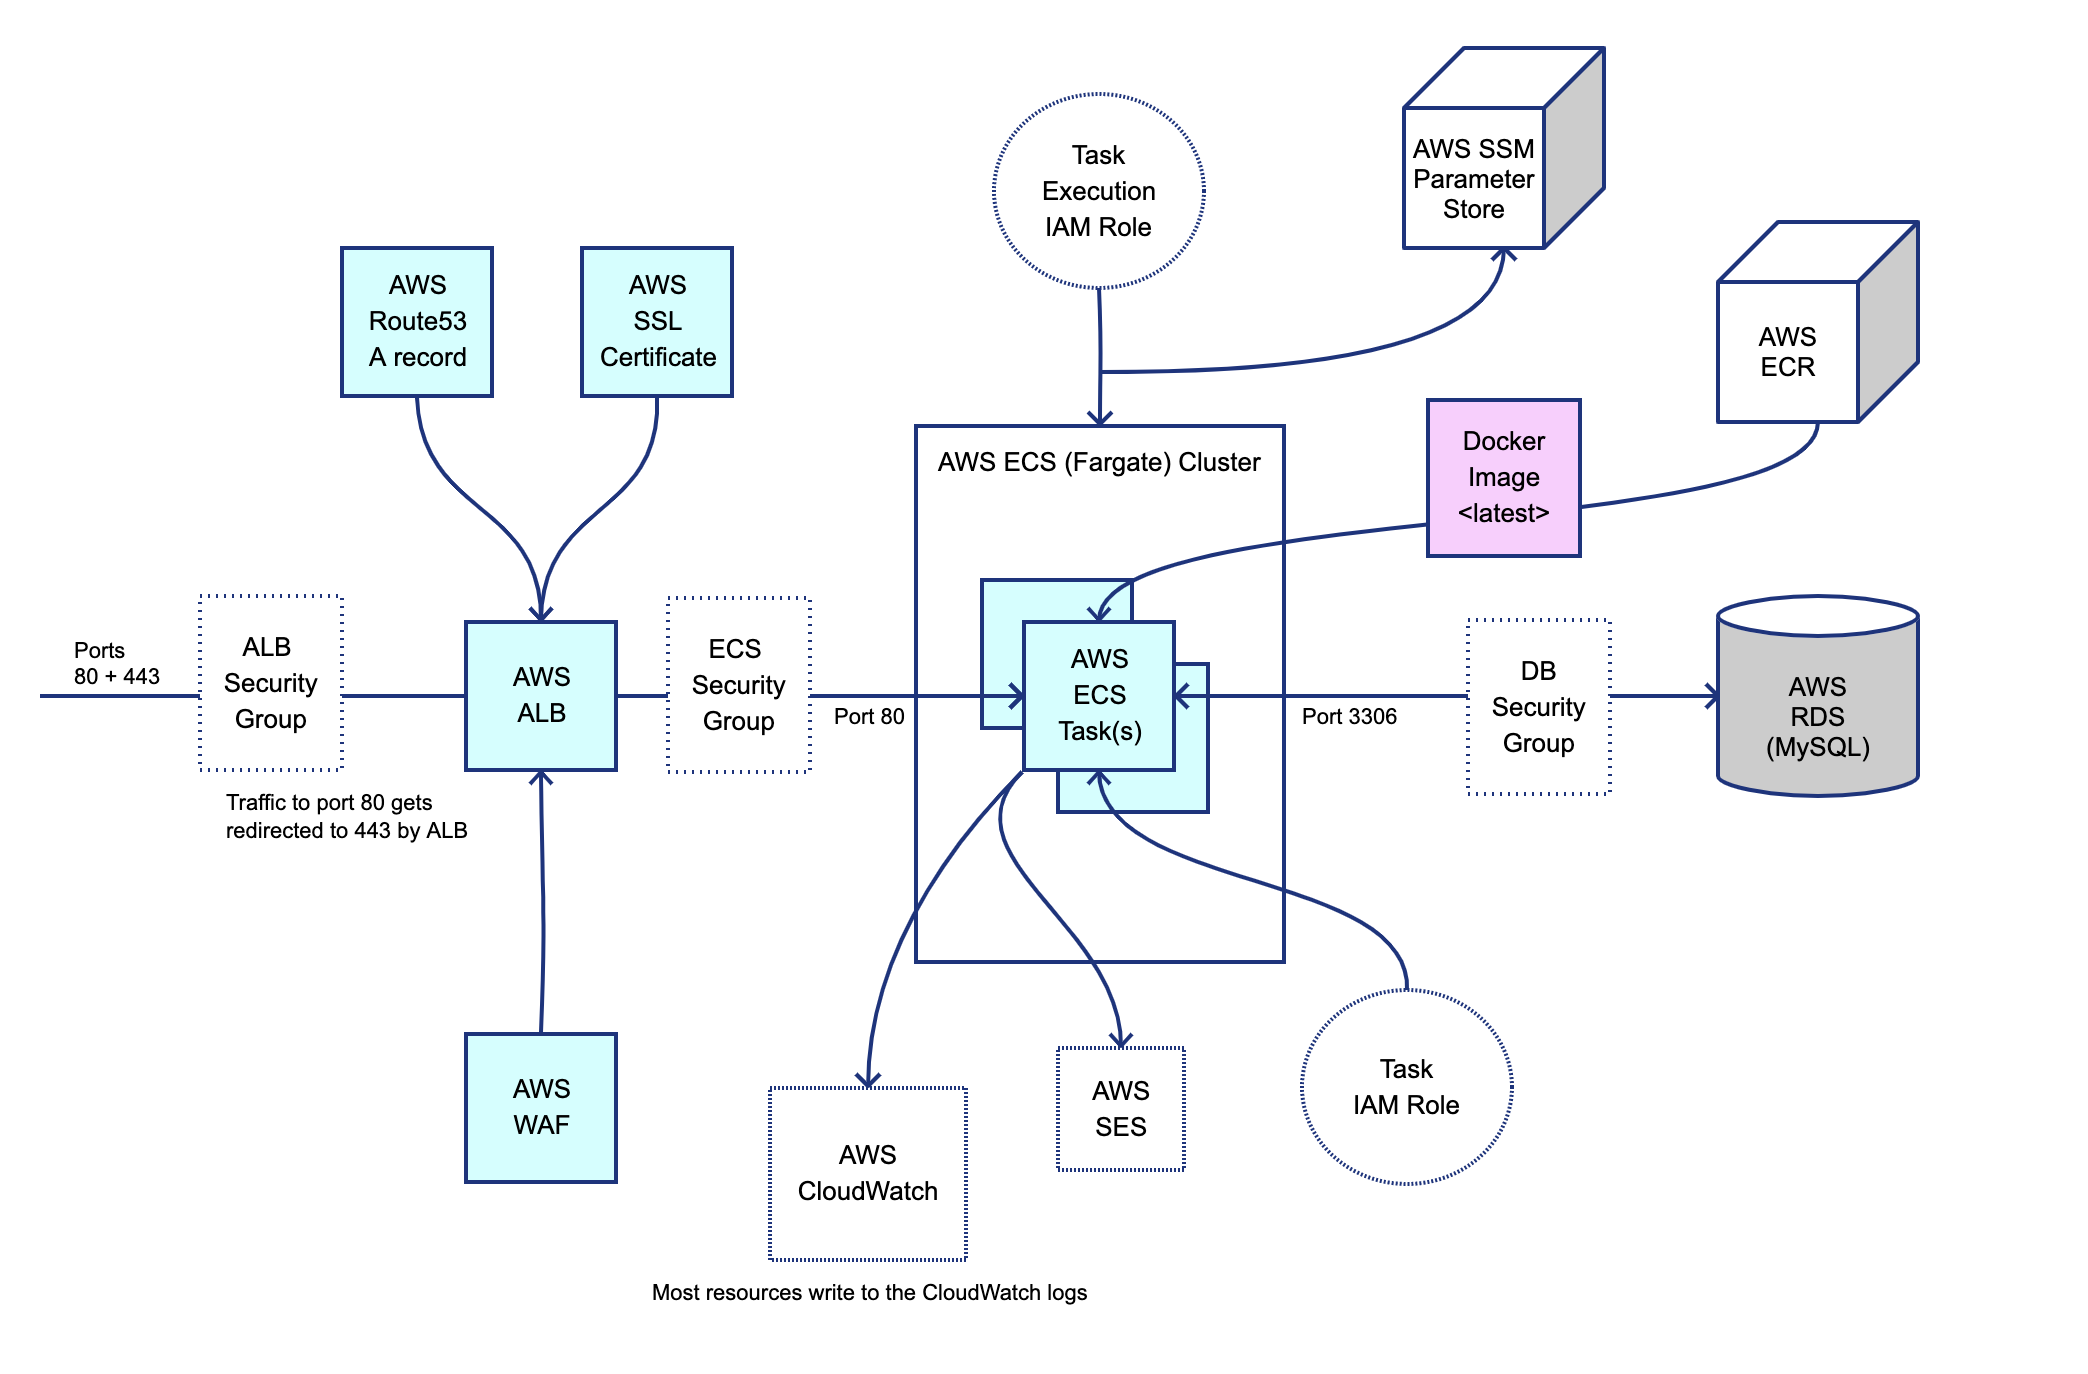 Task
Execution
IAM Role
AWS SSM
Parameter
Store
AWS
Route53
A record
AWS
SSL
Certificate
AWS
ECR
AWS ECS (Fargate) Cluster
Docker
Image
<latest>
Ports
80 + 443
ALB
Security
Group
AWS
ALB
ECS
Security
Group
Port 80
AWS
ECS
Task(s)
Port 3306
DB
Security
Group
AWS
RDS
(MySQL)
Traffic to port 80 gets
redirected to 443 by ALB
AWS
WAF
AWS
CloudWatch
AWS
SES
Task
IAM Role
Most resources write to the CloudWatch logs